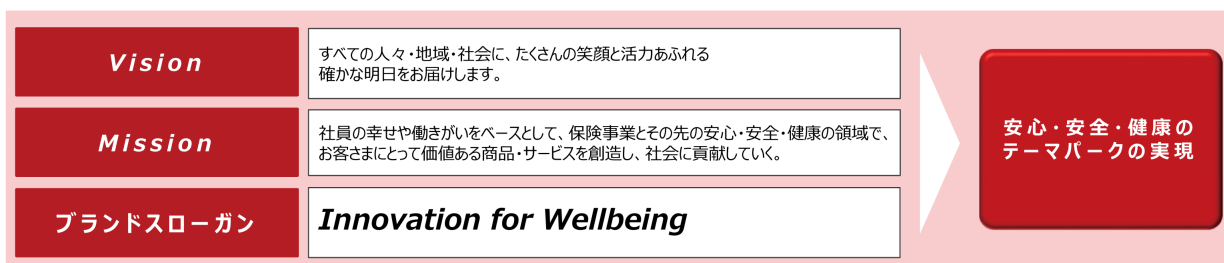 Vision
すべての人々・地域・社会に、たくさんの笑顔と活力あふれる
確かな明日をお届けします。
Mission
社員の幸せや働きがいをベースとして、保険事業とその先の安心・安全・健康の領域で、
お客さまにとって価値ある商品・サービスを創造し、社会に貢献していく。
ブランドスローガン
Innovation for Wellbeing
安心・安全・健康の
テーマパークの実現